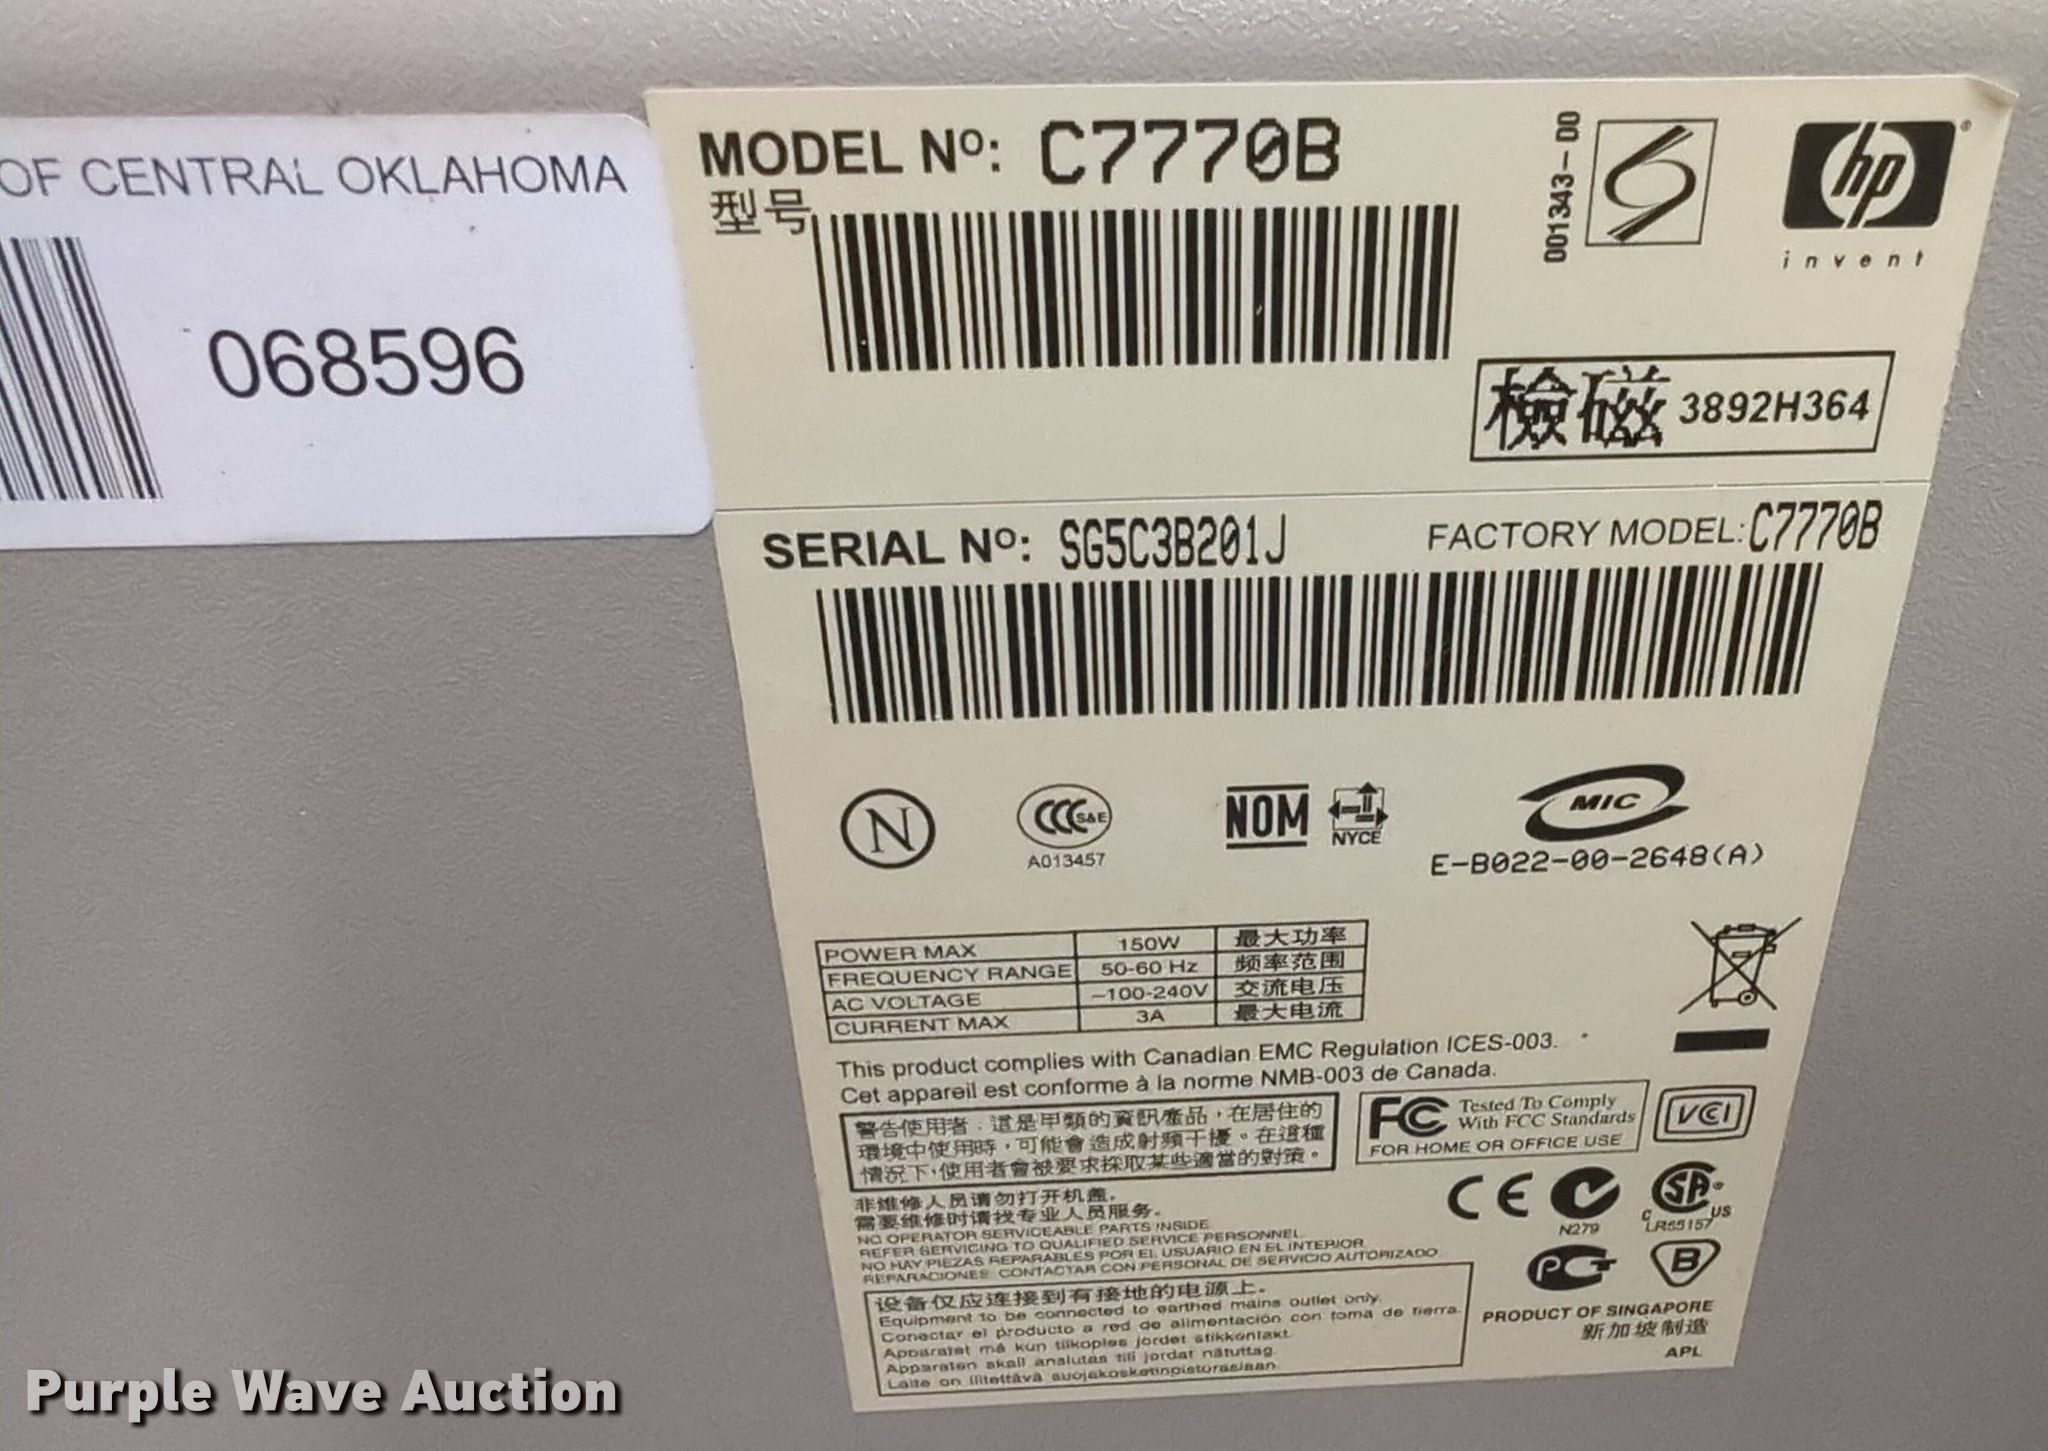 OF CENTRAL OKLAHOMA
068596
MODEL Nº: C7770B
型号
001343-00
hp
invent
檢磁 3892H364
SERIAL Nº: SG5C3B201J
FACTORY MODEL: C7770B
N
CCC S&E
A013457
NOM
NYCE
MIC
E-B022-00-2648(A)
POWER MAX 150W 最大功率
FREQUENCY RANGE 50-60 Hz 频率范围
AC VOLTAGE ~100-240V 交流电压
CURRENT MAX 3A 最大电流
This product complies with Canadian EMC Regulation ICES-003.
Cet appareil est conforme à la norme NMB-003 de Canada.
警告使用者：這是甲類的資訊產品，在居住的
環境中使用時，可能會造成射頻干擾。在這種
情況下，使用者會被要求採取某些適當的對策。
FC Tested To Comply
With FCC Standards
FOR HOME OR OFFICE USE
VCI
非維修人员请勿打开机盖，
需要维修时请找专业人员服务。
NO OPERATOR SERVICEABLE PARTS INSIDE
REFER SERVICING TO QUALIFIED SERVICE PERSONNEL
NO HAY PIEZAS REPARABLES POR EL USUARIO EN EL INTERIOR
REPARACIONES: CONTACTAR CON PERSONAL DE SERVICIO AUTORIZADO
CE
N279
C SA US
LR55157
PCT
B
设备仅应连接到有接地的电源上。
Equipment to be connected to earthed mains outlet only.
Conectar el producto a red de alimentación con toma de tierra.
Apparatet må kun tilkoples jordet stikkontakt
Apparaten skall anslutas till jordat nätuttag
Laite on liitettävä suojakosketinpistorasiaan
PRODUCT OF SINGAPORE
新加坡制造
APL
Purple Wave Auction